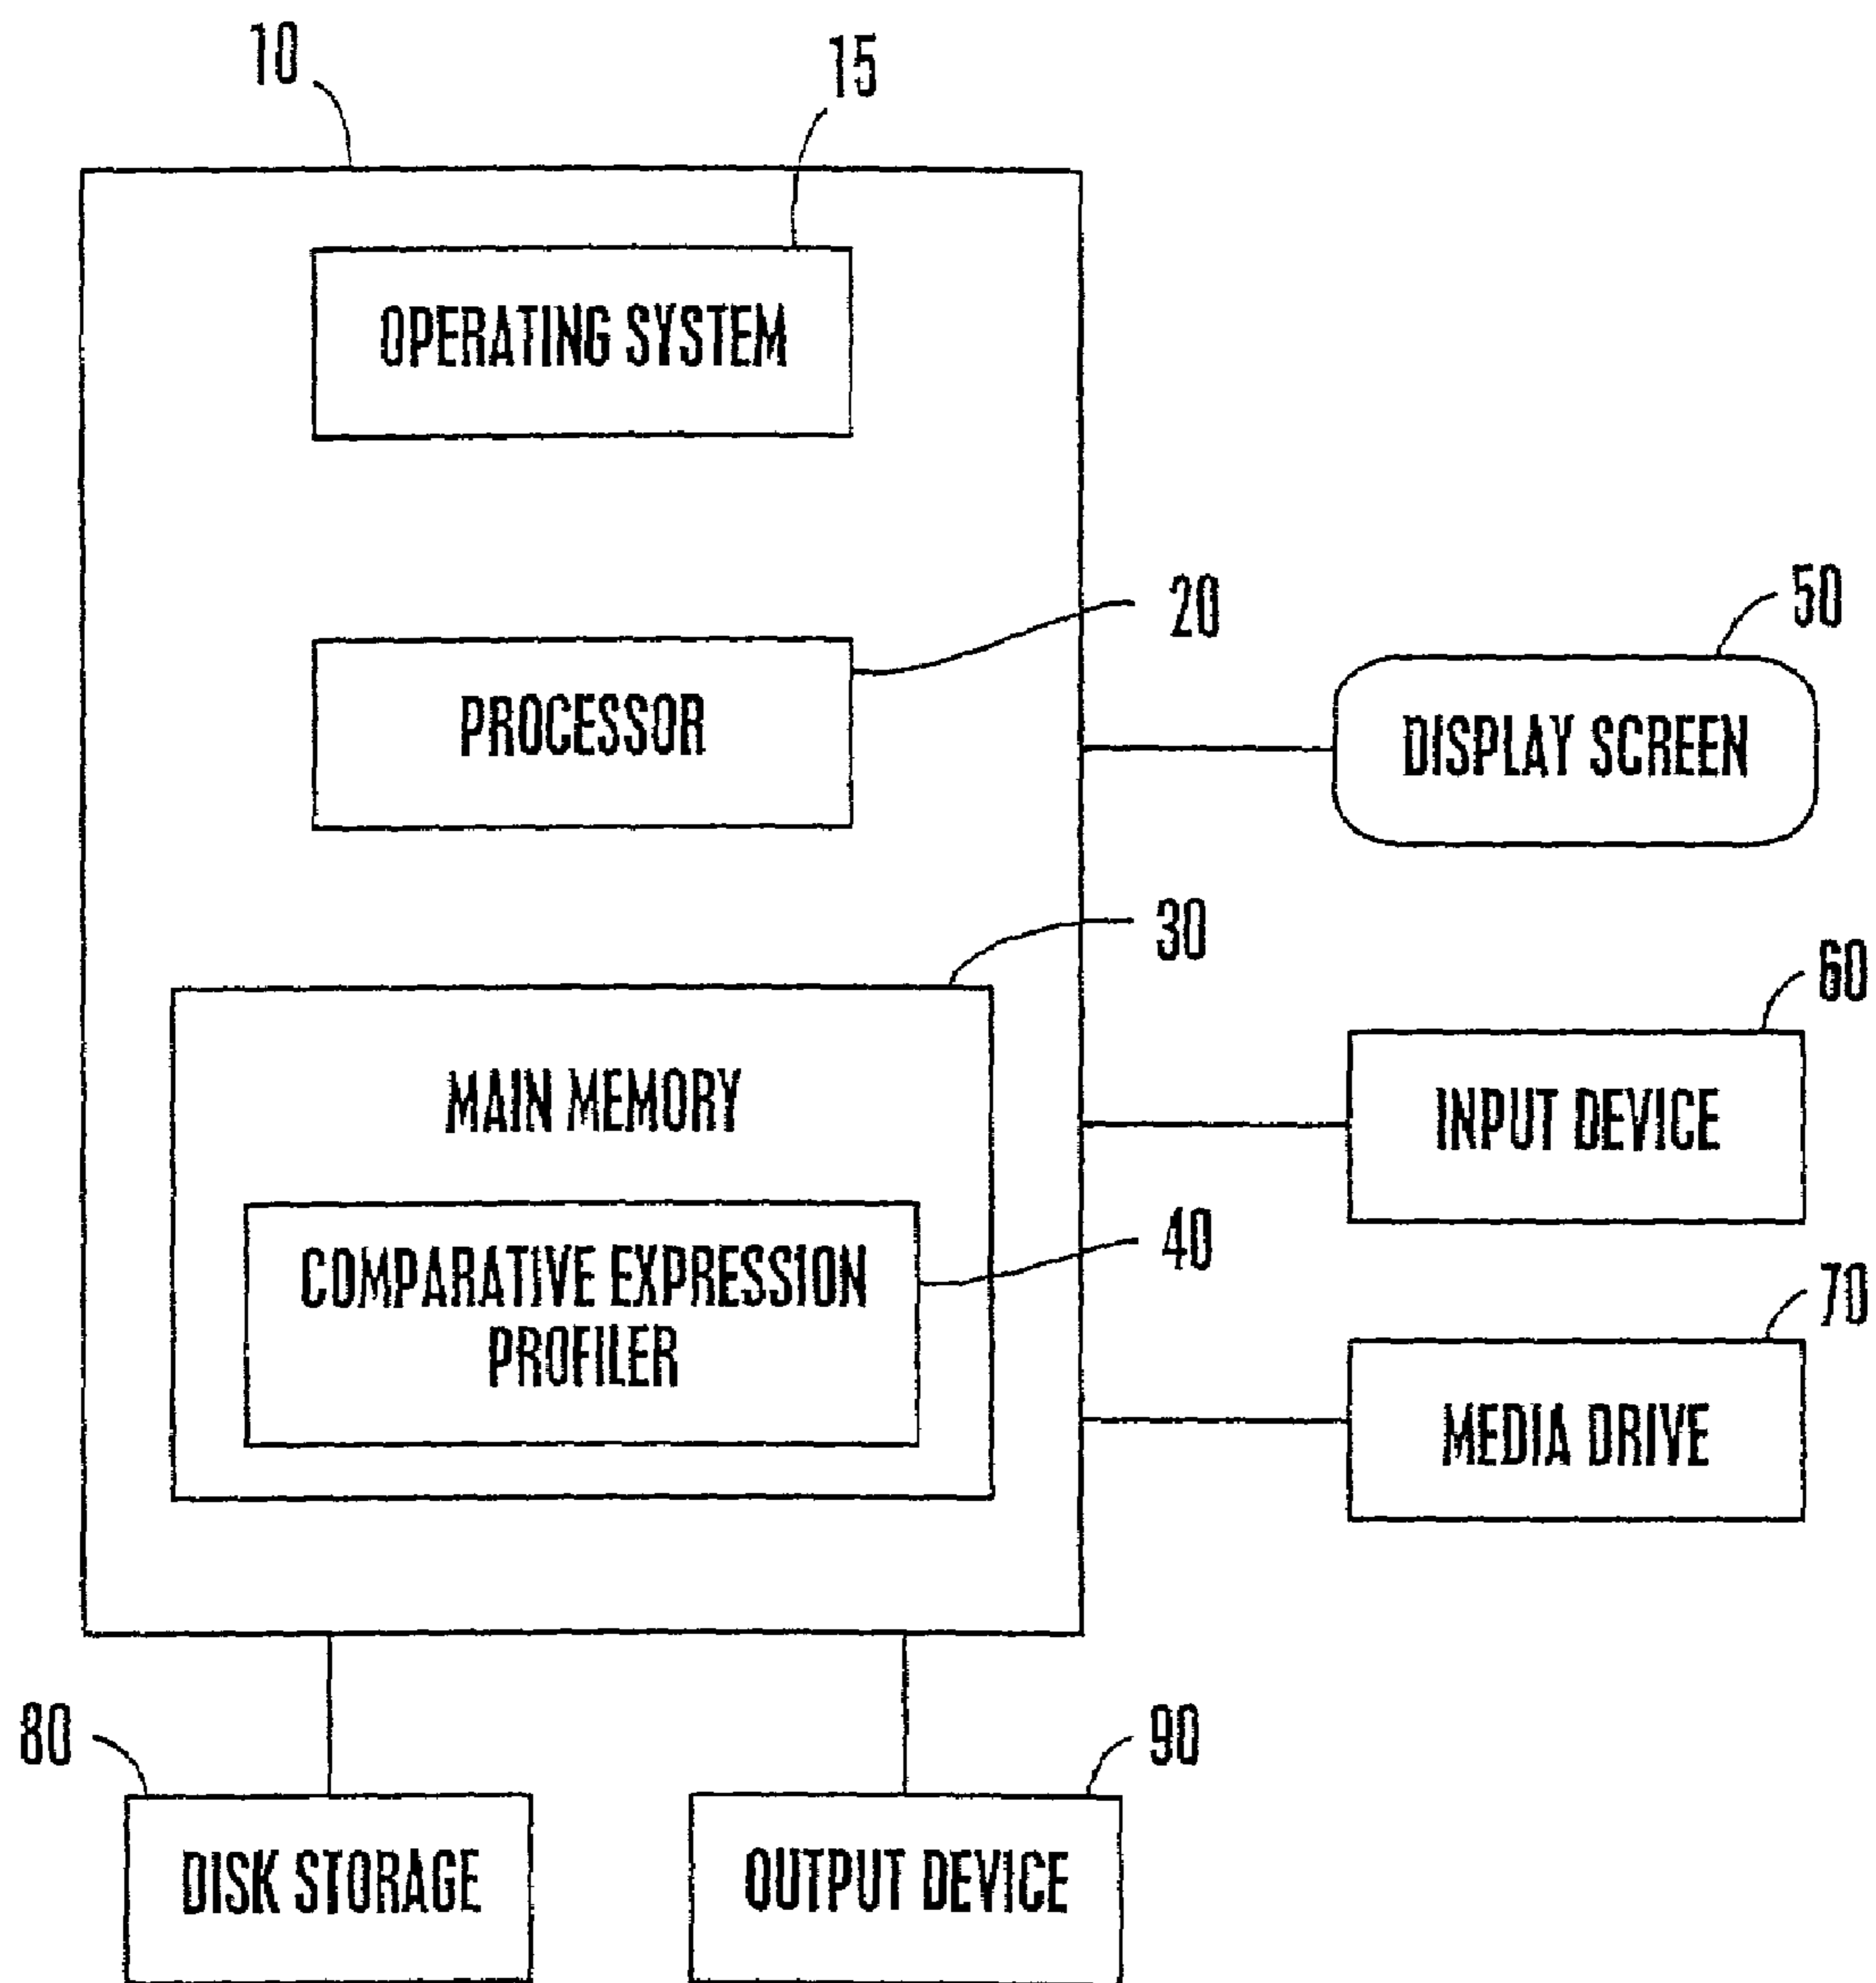 10
15
OPERATING SYSTEM
20
PROCESSOR
50
DISPLAY SCREEN
30
MAIN MEMORY
60
INPUT DEVICE
40
COMPARATIVE EXPRESSION
PROFILER
70
MEDIA DRIVE
80
DISK STORAGE
90
OUTPUT DEVICE